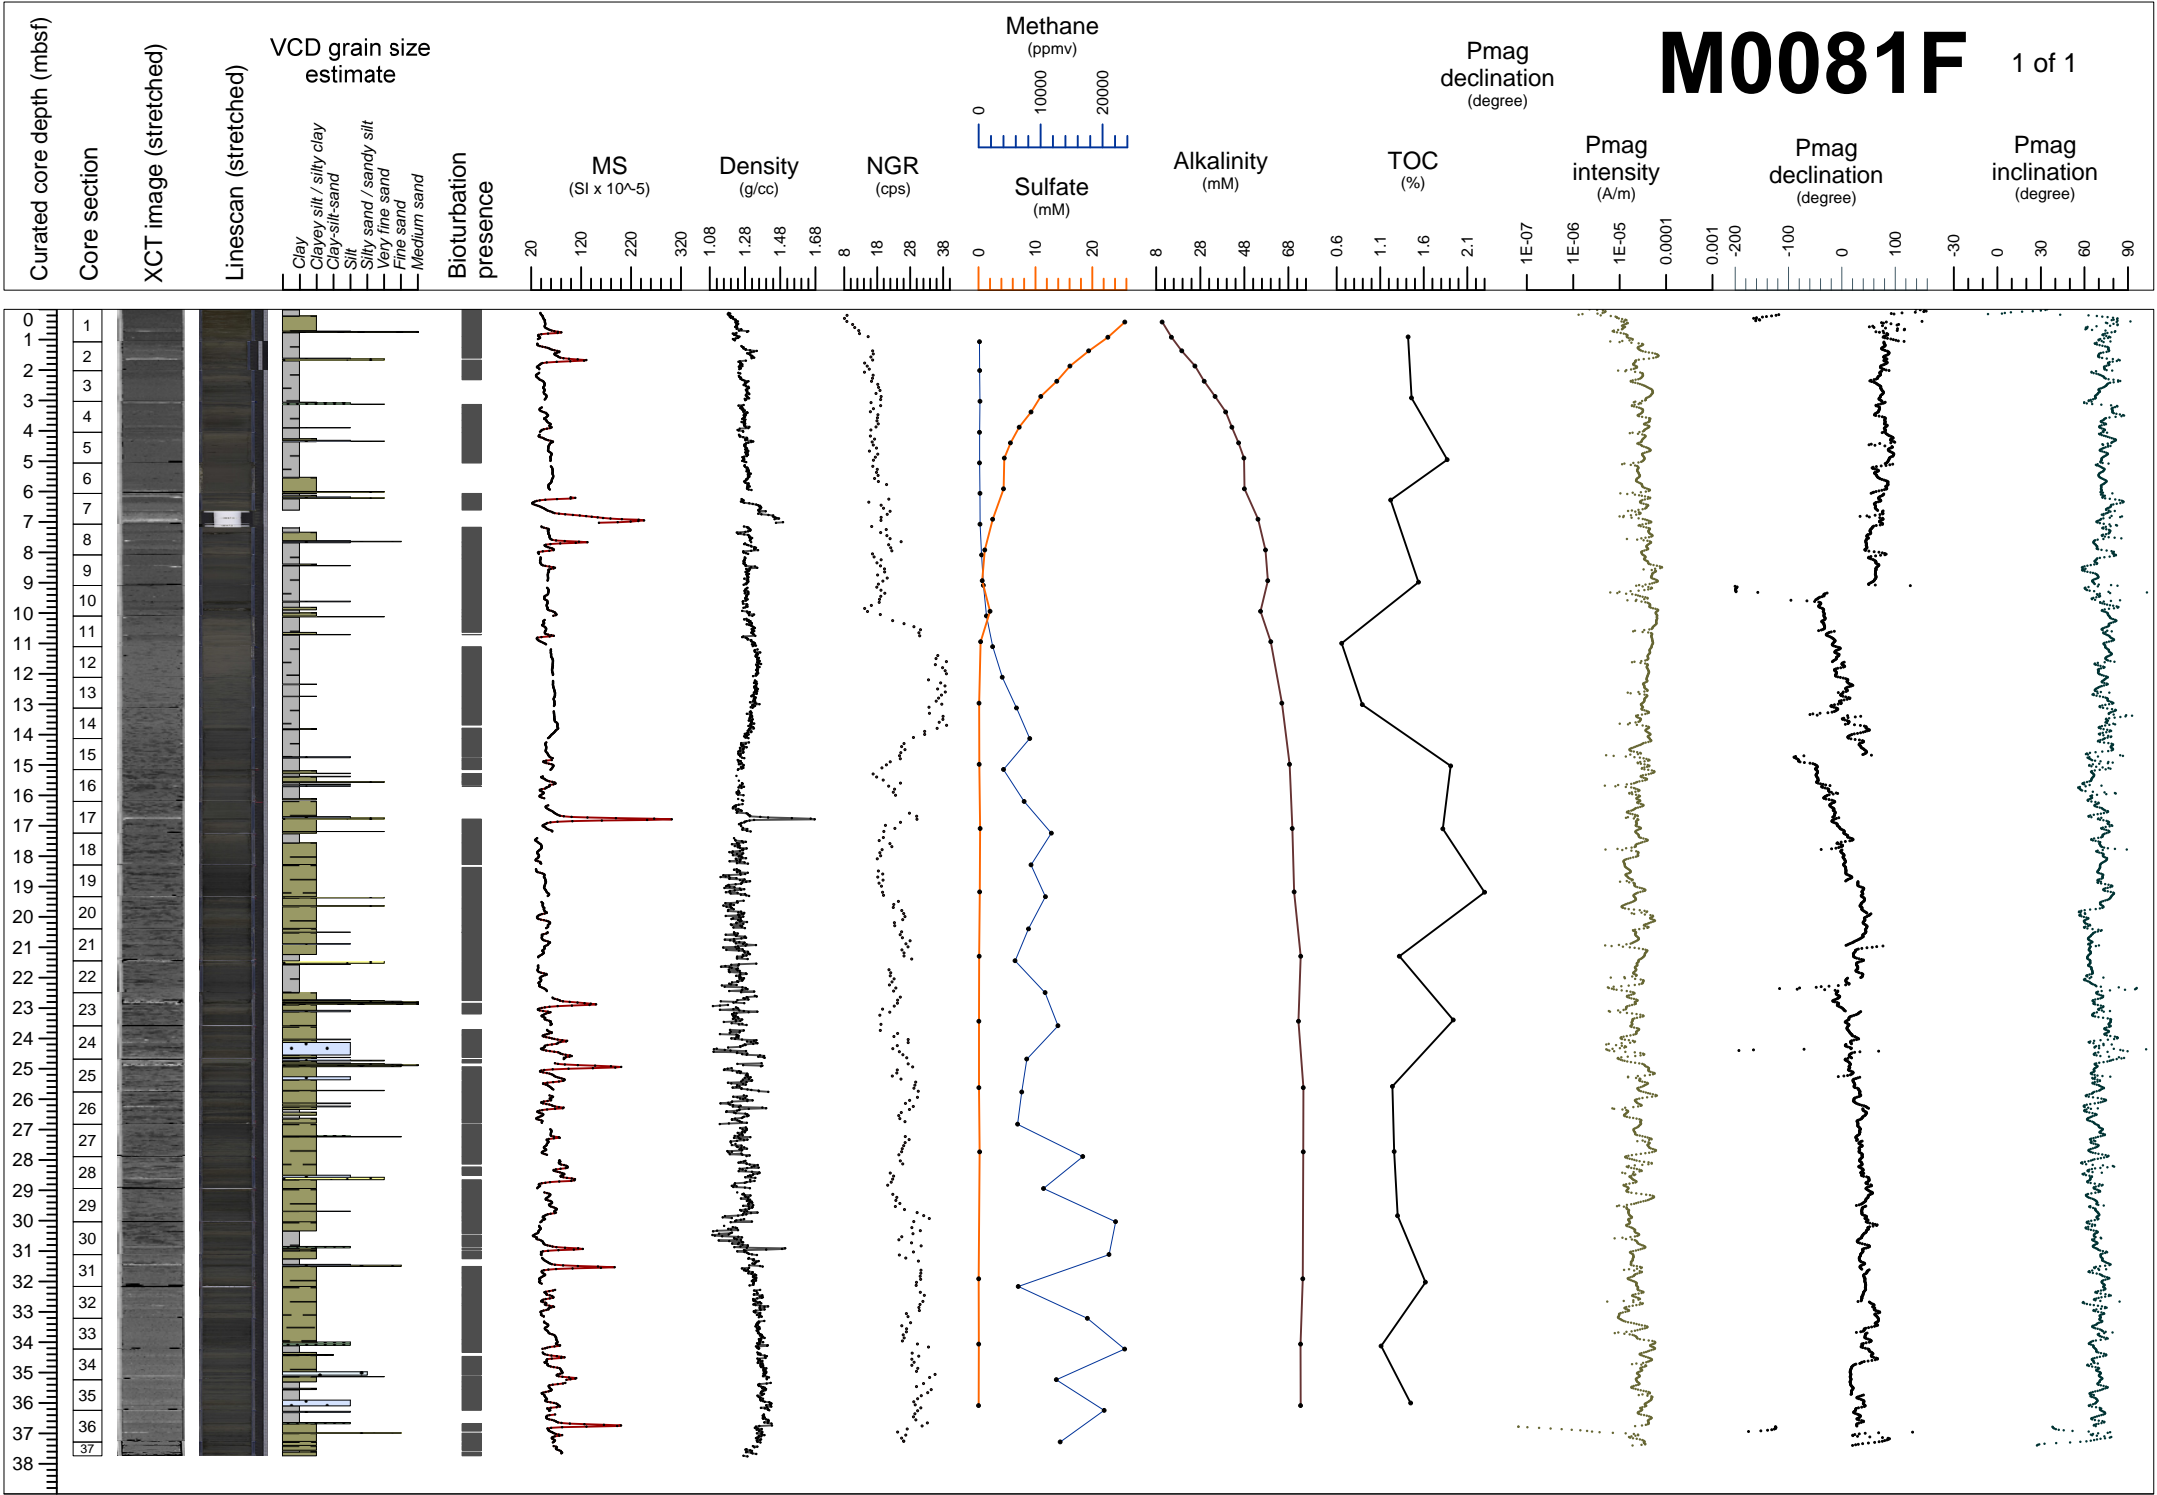 M0081F 1 of 1
Curated core depth (mbsf)
Core section
XCT image (stretched)
Linescan (stretched)
VCD grain size
estimate
Clay
Clayey silt / silty clay
Clay-silt-sand
Silt
Silty sand / sandy silt
Very fine sand
Fine sand
Medium sand
Bioturbation
presence
MS
(SI x 10^-5)
20 120 220 320
Density
(g/cc)
1.08 1.28 1.48 1.68
NGR
(cps)
8 18 28 38
Methane
(ppmv)
0 10000 20000
Sulfate
(mM)
0 10 20
Alkalinity
(mM)
8 28 48 68
TOC
(%)
0.6 1.1 1.6 2.1
Pmag
declination
(degree)
Pmag
intensity
(A/m)
1E-07 1E-06 1E-05 0.0001 0.001
Pmag
declination
(degree)
-200 -100 0 100
Pmag
inclination
(degree)
-30 0 30 60 90
0
1
2
3
4
5
6
7
8
9
10
11
12
13
14
15
16
17
18
19
20
21
22
23
24
25
26
27
28
29
30
31
32
33
34
35
36
37
38
1
2
3
4
5
6
7
8
9
10
11
12
13
14
15
16
17
18
19
20
21
22
23
24
25
26
27
28
29
30
31
32
33
34
35
36
37